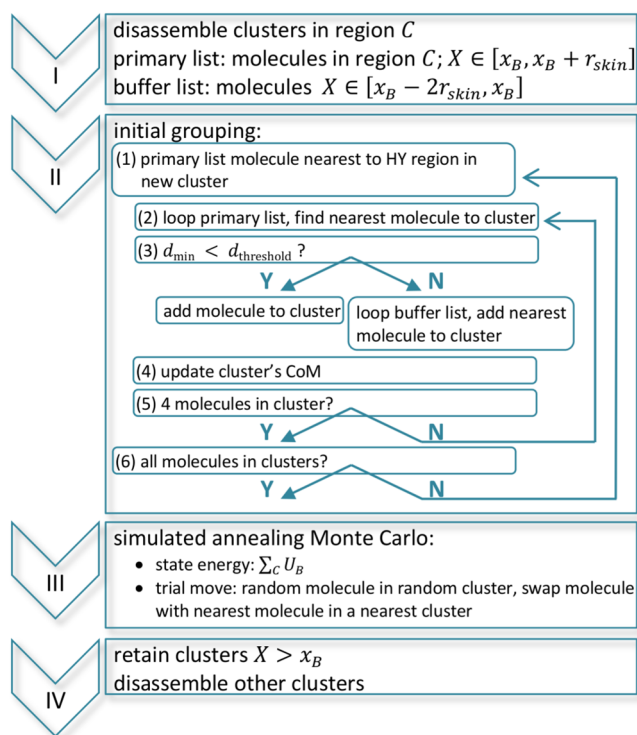 I
disassemble clusters in region C
primary list: molecules in region C; X ∈ [x_B, x_B + r_skin]
buffer list: molecules X ∈ [x_B − 2r_skin, x_B]
II
initial grouping:
(1) primary list molecule nearest to HY region in
new cluster
(2) loop primary list, find nearest molecule to cluster
(3) d_min < d_threshold ?
Y N
add molecule to cluster
loop buffer list, add nearest
molecule to cluster
(4) update cluster's CoM
(5) 4 molecules in cluster?
Y N
(6) all molecules in clusters?
Y N
III
simulated annealing Monte Carlo:
• state energy: ∑_C U_B
• trial move: random molecule in random cluster, swap molecule
with nearest molecule in a nearest cluster
IV
retain clusters X > x_B
disassemble other clusters